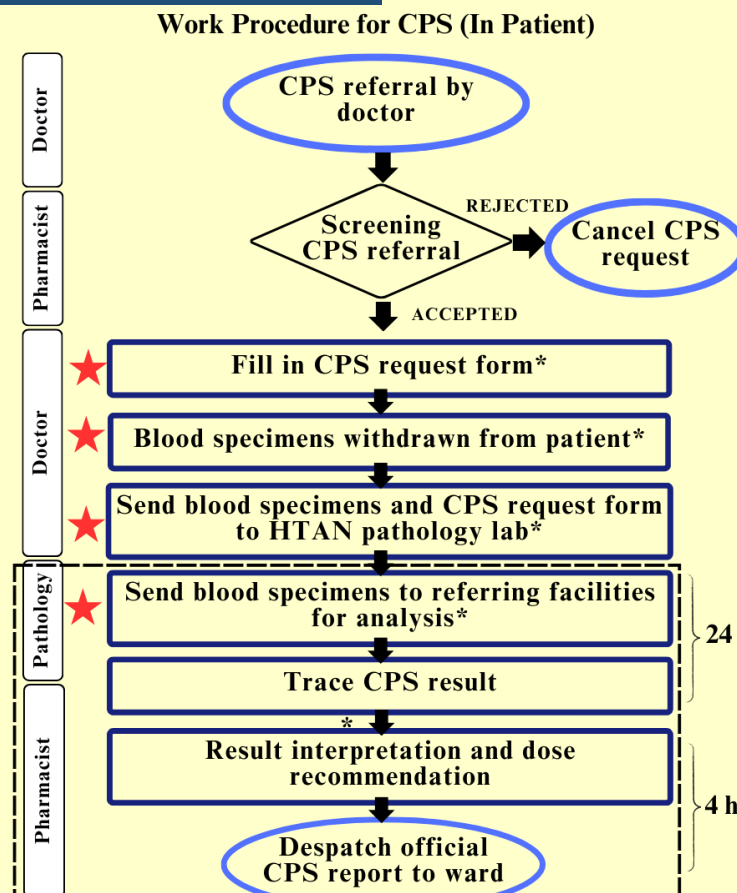 Work Procedure for CPS (In Patient)
Doctor
CPS referral by
doctor
Pharmacist
Screening
CPS referral
REJECTED
Cancel CPS
request
ACCEPTED
Doctor
Fill in CPS request form*
Blood specimens withdrawn from patient*
Send blood specimens and CPS request form
to HTAN pathology lab*
Pathology
Send blood specimens to referring facilities
for analysis*
24
Trace CPS result
*
Pharmacist
Result interpretation and dose
recommendation
4 h
Despatch official
CPS report to ward